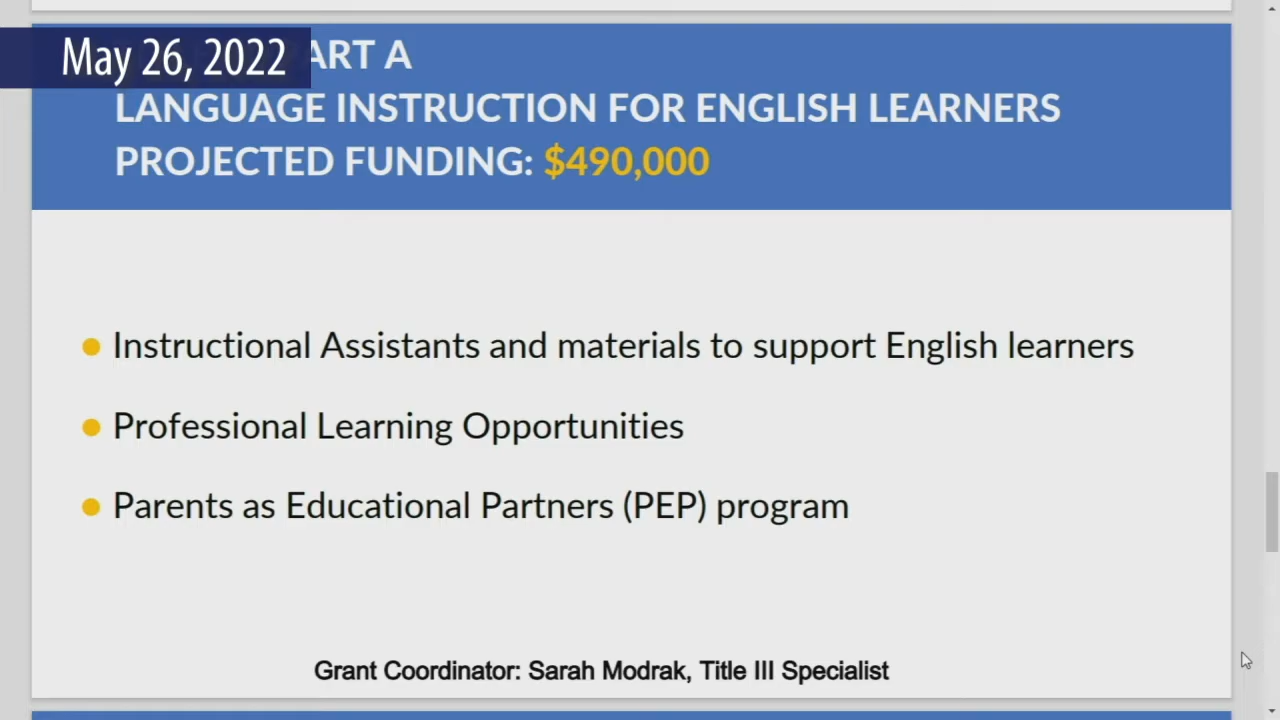 May 26, 2022
ART A
LANGUAGE INSTRUCTION FOR ENGLISH LEARNERS
PROJECTED FUNDING: $490,000
Instructional Assistants and materials to support English learners
Professional Learning Opportunities
Parents as Educational Partners (PEP) program
Grant Coordinator: Sarah Modrak, Title III Specialist